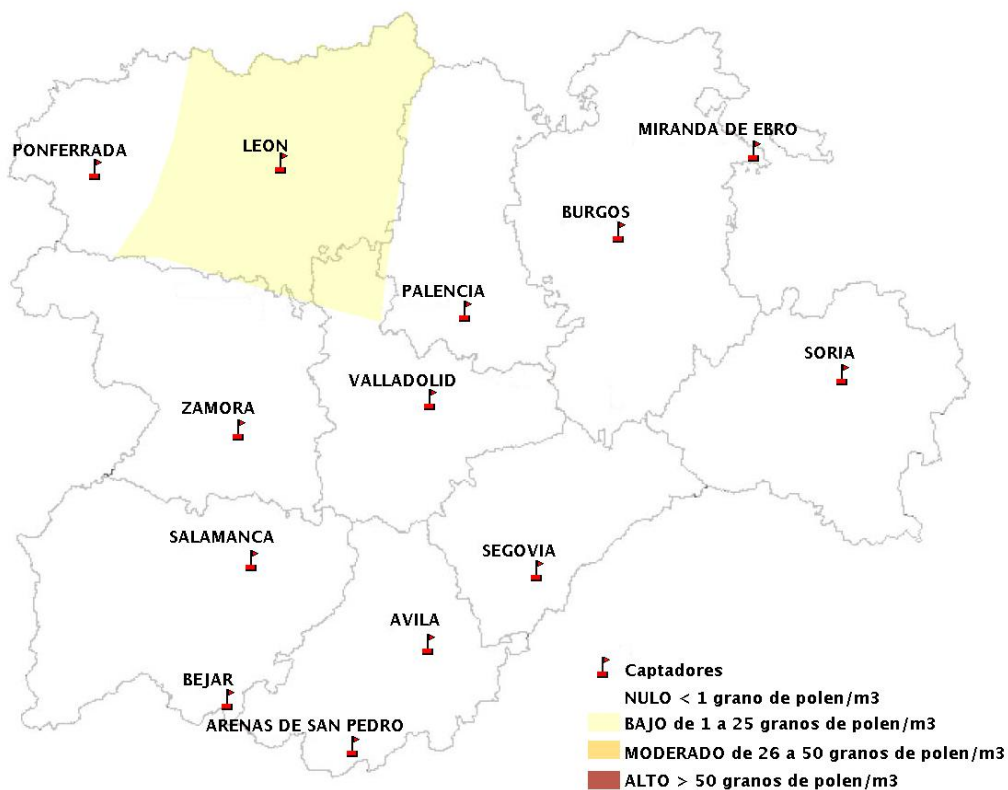 MIRANDA DE EBRO
PONFERRADA
LEON
BURGOS
PALENCIA
SORIA
VALLADOLID
ZAMORA
SALAMANCA
SEGOVIA
AVILA
BEJAR
ARENAS DE SAN PEDRO
Captadores
NULO < 1 grano de polen/m3
BAJO de 1 a 25 granos de polen/m3
MODERADO de 26 a 50 granos de polen/m3
ALTO > 50 granos de polen/m3